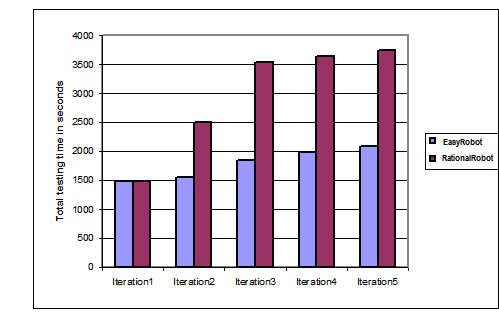 Total testing time in seconds
4000
3500
3000
2500
2000
1500
1000
500
0
Iteration1 Iteration2 Iteration3 Iteration4 Iteration5
EasyRobot
RationalRobot